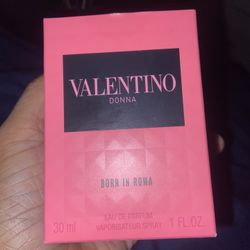 VALENTINO
DONNA
BORN IN ROMA
EAU DE PARFUM
VAPORISATEUR SPRAY
30 ml 1 FL.OZ.